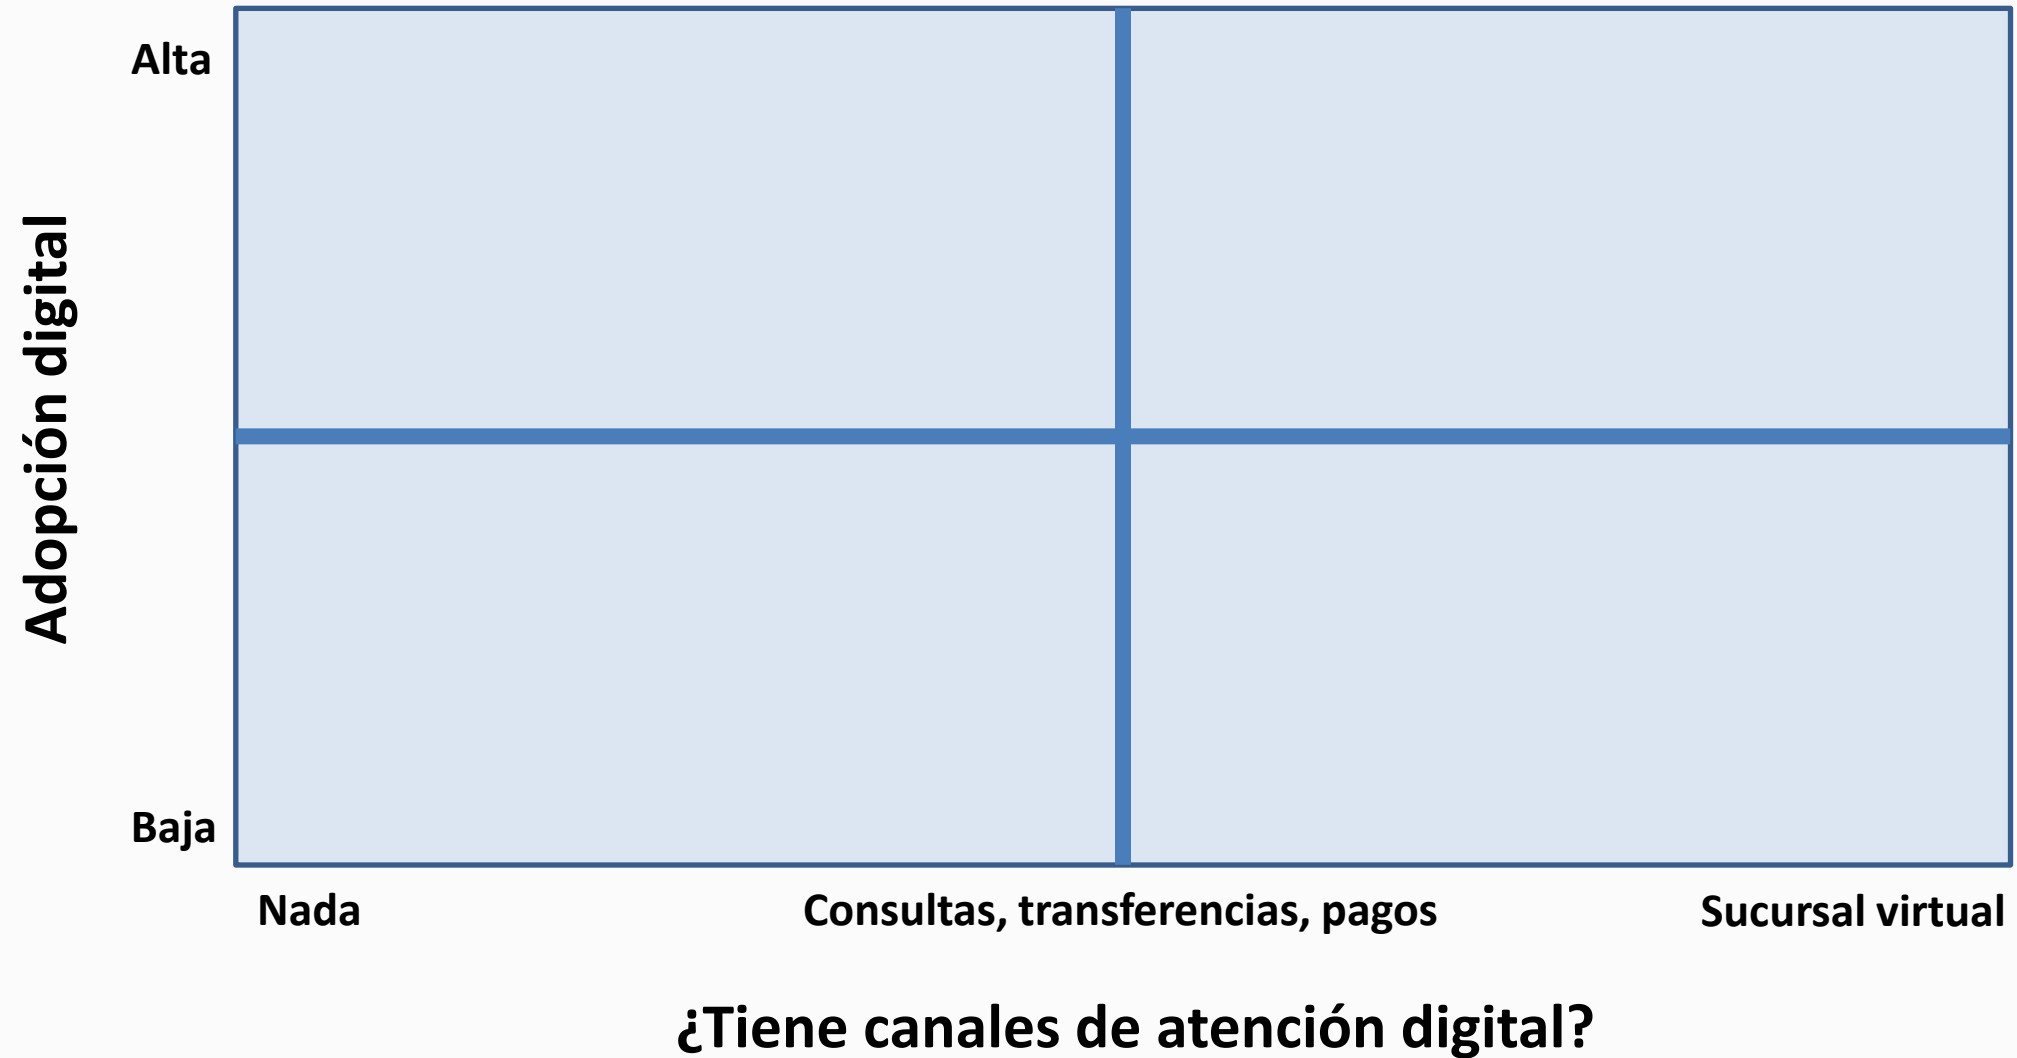 Alta
Adopción digital
Baja
Nada
Consultas, transferencias, pagos
Sucursal virtual
¿Tiene canales de atención digital?